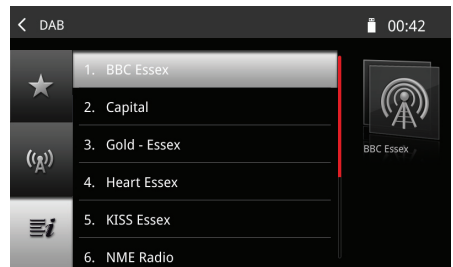 DAB
00:42
1. BBC Essex
2. Capital
3. Gold - Essex
4. Heart Essex
5. KISS Essex
6. NME Radio
BBC Essex